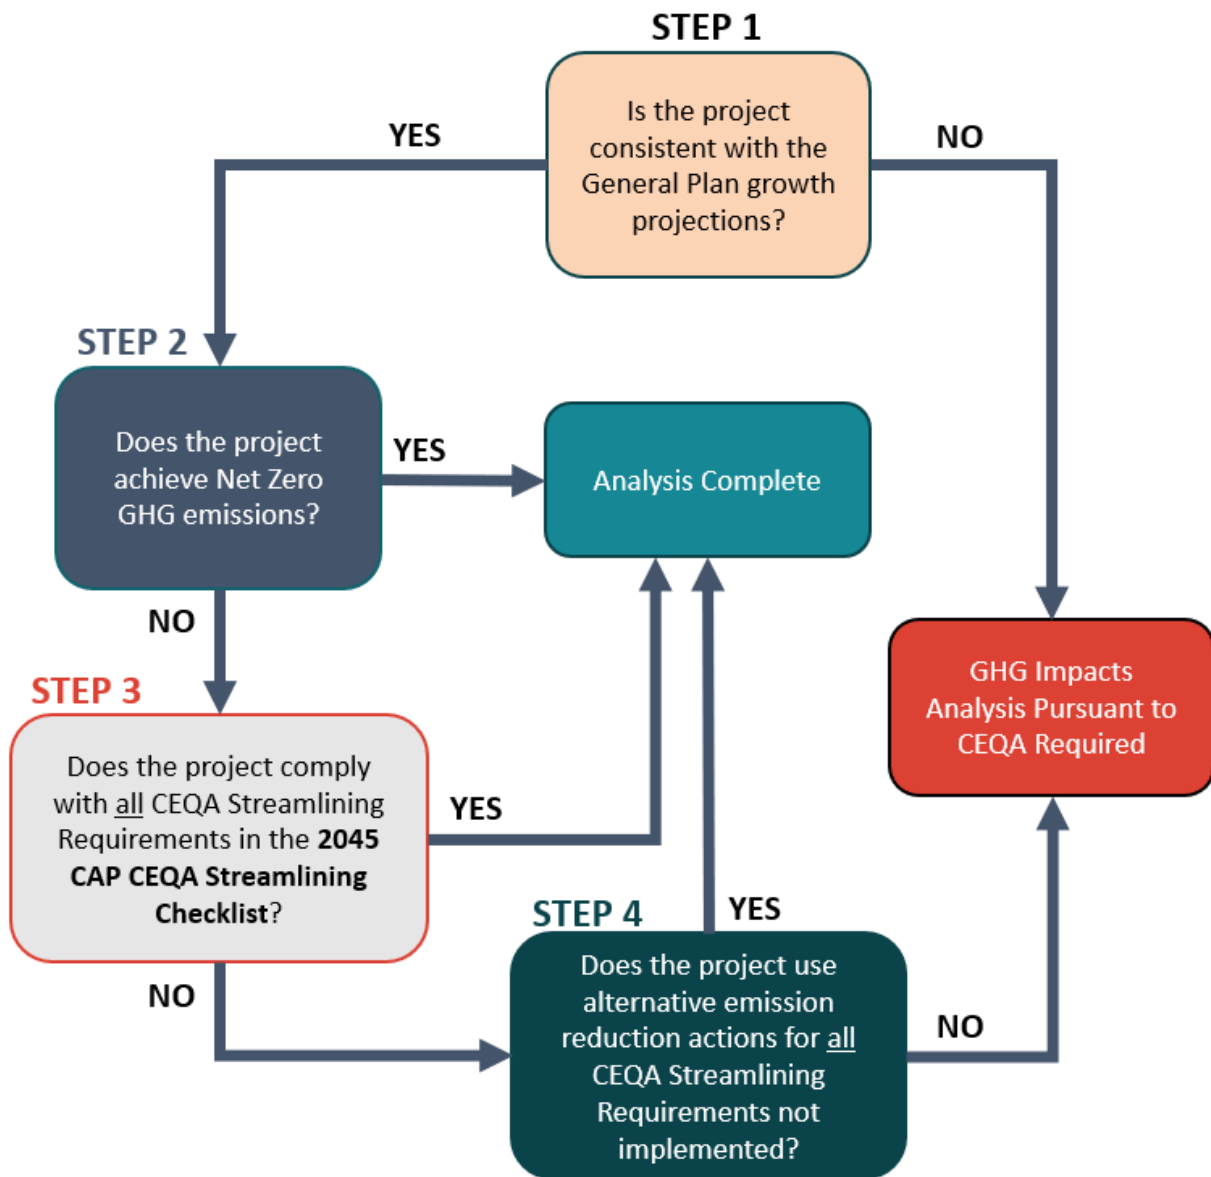 STEP 1
Is the project
consistent with the
General Plan growth
projections?
YES
NO
STEP 2
Does the project
achieve Net Zero
GHG emissions?
YES
Analysis Complete
NO
GHG Impacts
Analysis Pursuant to
CEQA Required
STEP 3
Does the project comply
with all CEQA Streamlining
Requirements in the 2045
CAP CEQA Streamlining
Checklist?
YES
NO
STEP 4
YES
Does the project use
alternative emission
reduction actions for all
CEQA Streamlining
Requirements not
implemented?
NO